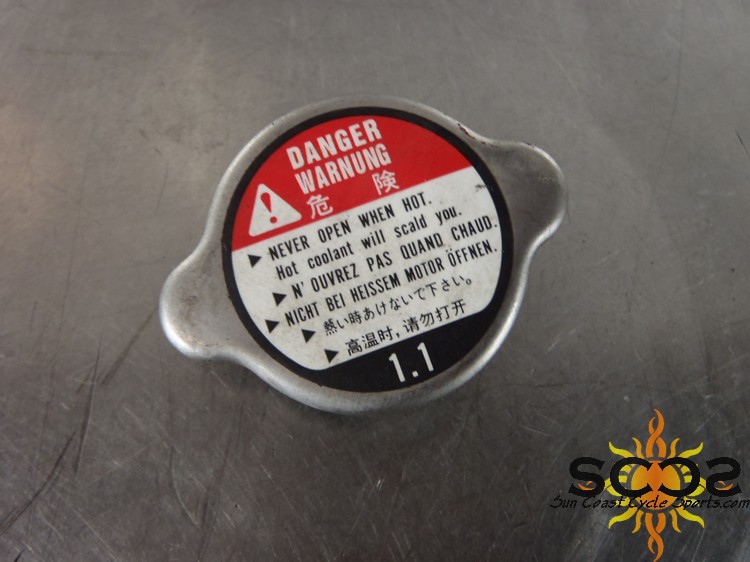 DANGER
WARNUNG
危険
▶ NEVER OPEN WHEN HOT.
Hot coolant will scald you.
▶ N'OUVREZ PAS QUAND CHAUD.
▶ NICHT BEI HEISSEM MOTOR ÖFFNEN.
▶ 熱い時あけないで下さい。
▶ 高温时,请勿打开
1.1
SCCS
Sun Coast Cycle Sports.com